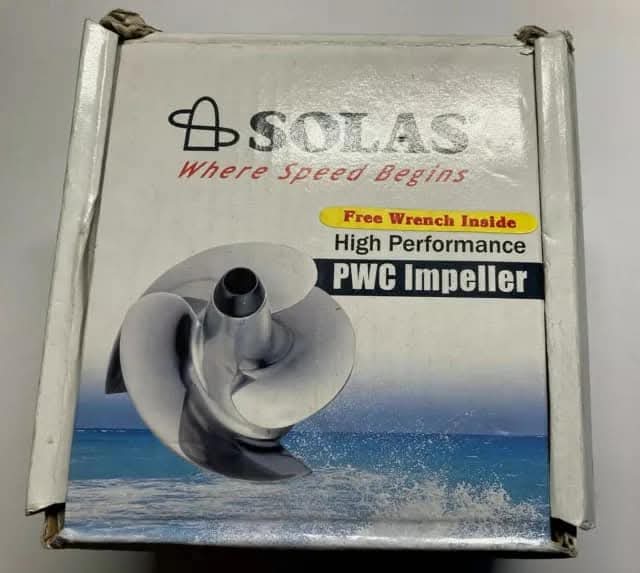 SOLAS
Where Speed Begins
Free Wrench Inside
High Performance
PWC Impeller